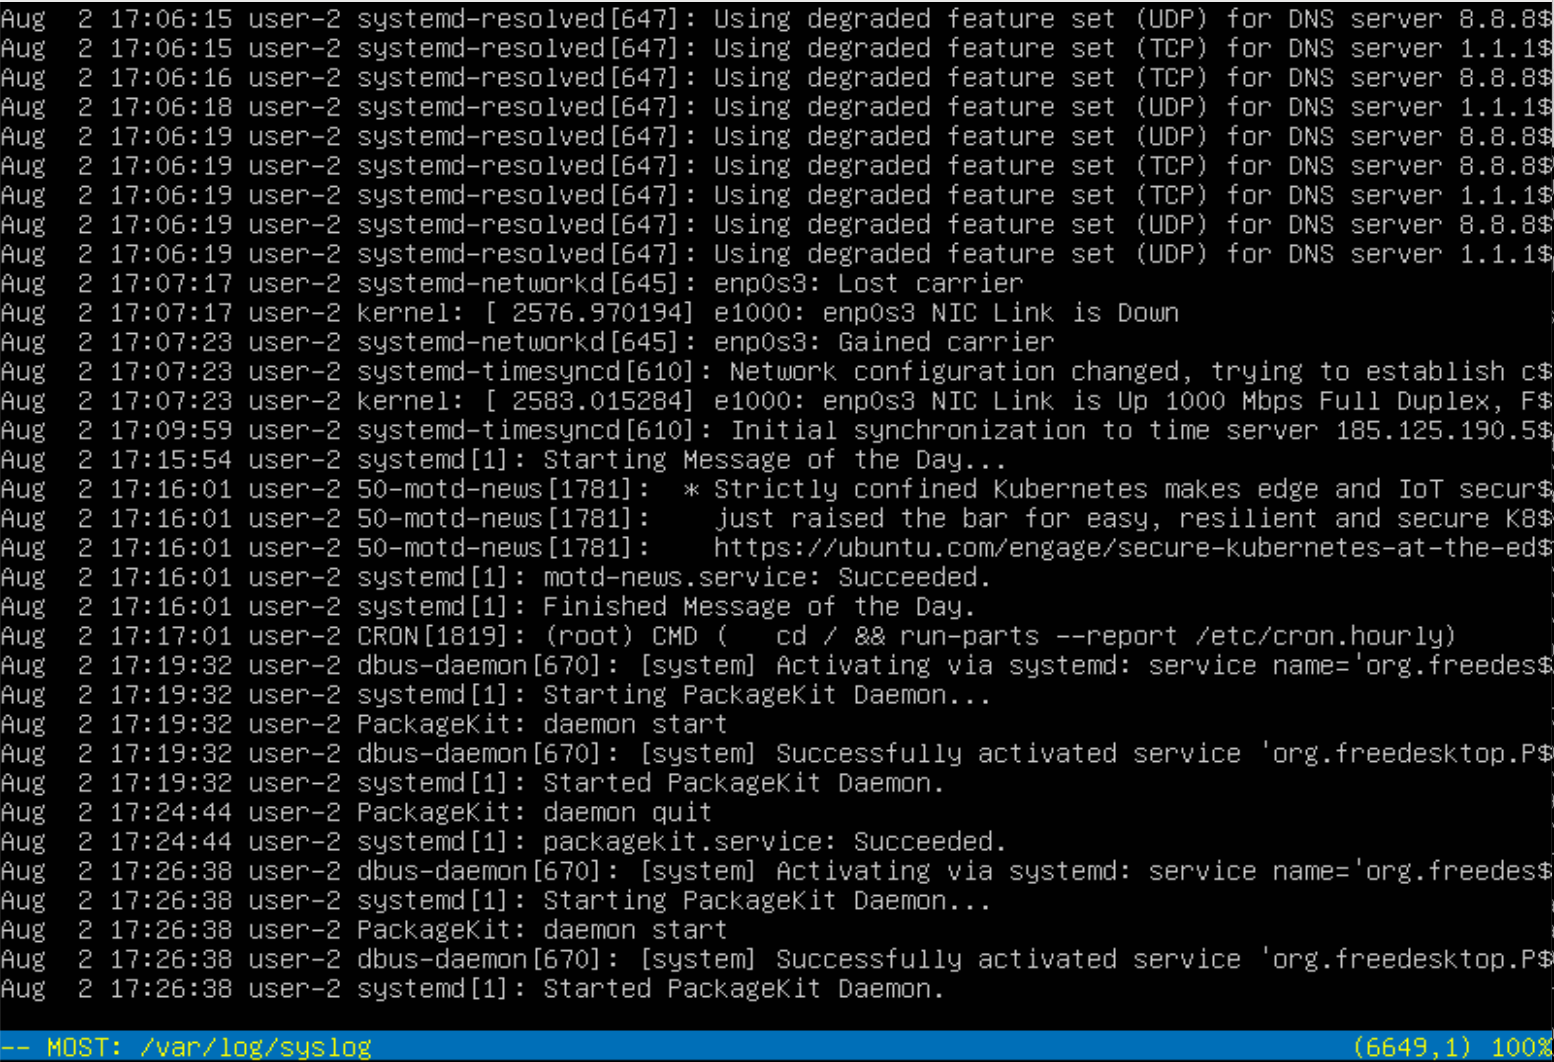 Aug  2 17:06:15 user-2 systemd-resolved[647]: Using degraded feature set (UDP) for DNS server 8.8.8$
Aug  2 17:06:15 user-2 systemd-resolved[647]: Using degraded feature set (TCP) for DNS server 1.1.1$
Aug  2 17:06:16 user-2 systemd-resolved[647]: Using degraded feature set (TCP) for DNS server 8.8.8$
Aug  2 17:06:18 user-2 systemd-resolved[647]: Using degraded feature set (UDP) for DNS server 1.1.1$
Aug  2 17:06:19 user-2 systemd-resolved[647]: Using degraded feature set (UDP) for DNS server 8.8.8$
Aug  2 17:06:19 user-2 systemd-resolved[647]: Using degraded feature set (TCP) for DNS server 8.8.8$
Aug  2 17:06:19 user-2 systemd-resolved[647]: Using degraded feature set (TCP) for DNS server 1.1.1$
Aug  2 17:06:19 user-2 systemd-resolved[647]: Using degraded feature set (UDP) for DNS server 8.8.8$
Aug  2 17:06:19 user-2 systemd-resolved[647]: Using degraded feature set (UDP) for DNS server 1.1.1$
Aug  2 17:07:17 user-2 systemd-networkd[645]: enp0s3: Lost carrier
Aug  2 17:07:17 user-2 kernel: [ 2576.970194] e1000: enp0s3 NIC Link is Down
Aug  2 17:07:23 user-2 systemd-networkd[645]: enp0s3: Gained carrier
Aug  2 17:07:23 user-2 systemd-timesyncd[610]: Network configuration changed, trying to establish c$
Aug  2 17:07:23 user-2 kernel: [ 2583.015284] e1000: enp0s3 NIC Link is Up 1000 Mbps Full Duplex, F$
Aug  2 17:09:59 user-2 systemd-timesyncd[610]: Initial synchronization to time server 185.125.190.5$
Aug  2 17:15:54 user-2 systemd[1]: Starting Message of the Day...
Aug  2 17:16:01 user-2 50-motd-news[1781]:  * Strictly confined Kubernetes makes edge and IoT secur$
Aug  2 17:16:01 user-2 50-motd-news[1781]:    just raised the bar for easy, resilient and secure K8$
Aug  2 17:16:01 user-2 50-motd-news[1781]:    https://ubuntu.com/engage/secure-kubernetes-at-the-ed$
Aug  2 17:16:01 user-2 systemd[1]: motd-news.service: Succeeded.
Aug  2 17:16:01 user-2 systemd[1]: Finished Message of the Day.
Aug  2 17:17:01 user-2 CRON[1819]: (root) CMD (   cd / && run-parts --report /etc/cron.hourly)
Aug  2 17:19:32 user-2 dbus-daemon[670]: [system] Activating via systemd: service name='org.freedes$
Aug  2 17:19:32 user-2 systemd[1]: Starting PackageKit Daemon...
Aug  2 17:19:32 user-2 PackageKit: daemon start
Aug  2 17:19:32 user-2 dbus-daemon[670]: [system] Successfully activated service 'org.freedesktop.P$
Aug  2 17:19:32 user-2 systemd[1]: Started PackageKit Daemon.
Aug  2 17:24:44 user-2 PackageKit: daemon quit
Aug  2 17:24:44 user-2 systemd[1]: packagekit.service: Succeeded.
Aug  2 17:26:38 user-2 dbus-daemon[670]: [system] Activating via systemd: service name='org.freedes$
Aug  2 17:26:38 user-2 systemd[1]: Starting PackageKit Daemon...
Aug  2 17:26:38 user-2 PackageKit: daemon start
Aug  2 17:26:38 user-2 dbus-daemon[670]: [system] Successfully activated service 'org.freedesktop.P$
Aug  2 17:26:38 user-2 systemd[1]: Started PackageKit Daemon.
-- MOST: /var/log/syslog (6649,1) 100%